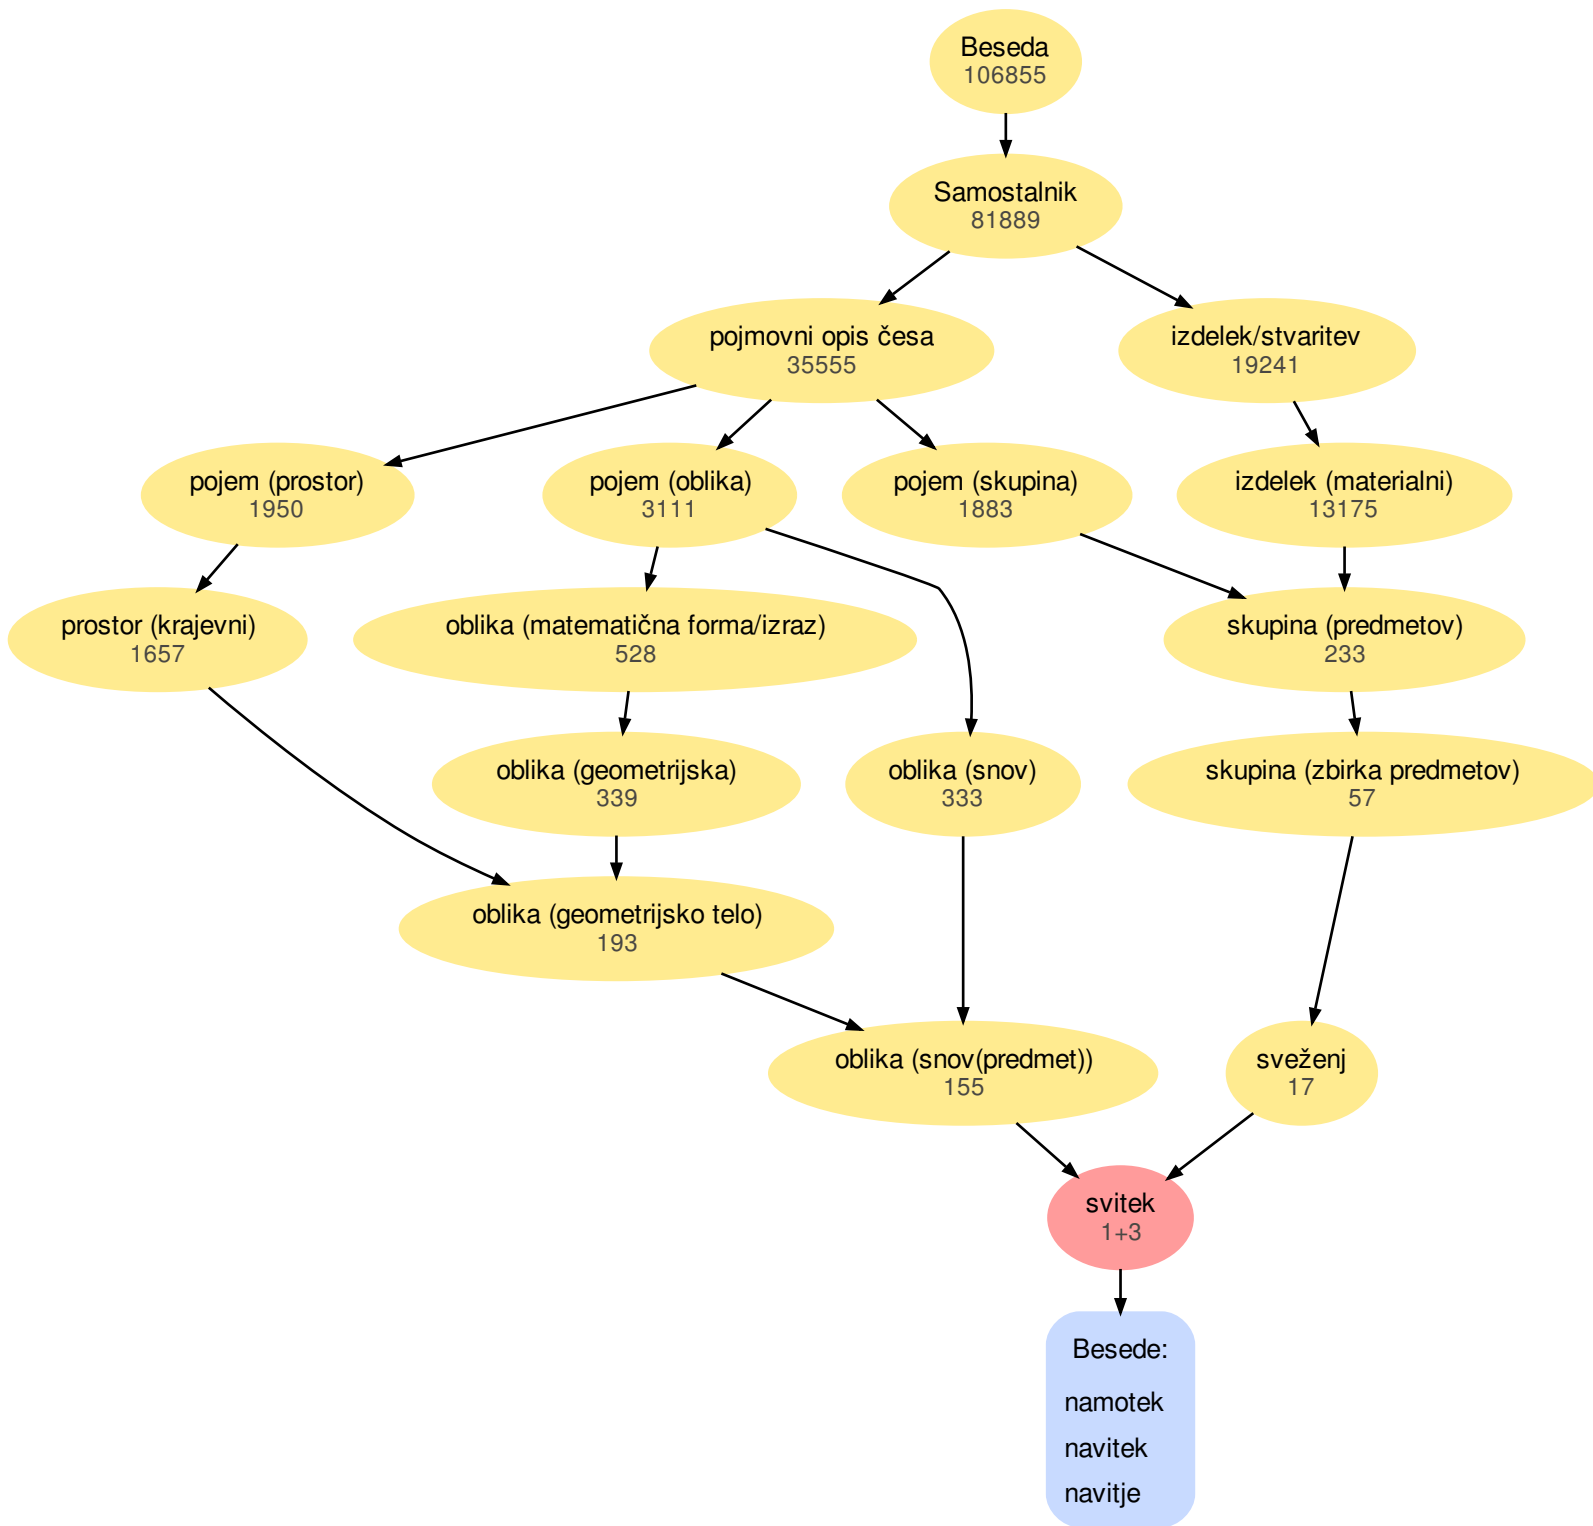 Beseda
106855
Samostalnik
81889
pojmovni opis česa
35555
izdelek/stvaritev
19241
pojem (prostor)
1950
pojem (oblika)
3111
pojem (skupina)
1883
izdelek (materialni)
13175
prostor (krajevni)
1657
oblika (matematična forma/izraz)
528
skupina (predmetov)
233
oblika (geometrijska)
339
oblika (snov)
333
skupina (zbirka predmetov)
57
oblika (geometrijsko telo)
193
oblika (snov(predmet))
155
sveženj
17
svitek
1+3
Besede:
namotek
navitek
navitje